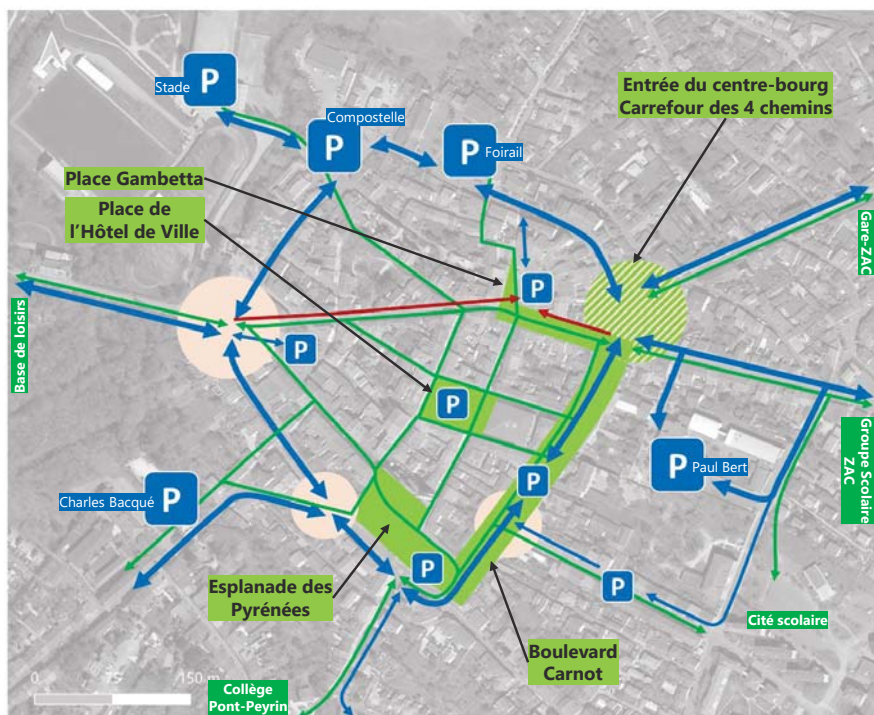 P
Stade
Compostelle
P
P
Foirail
Entrée du centre-bourg
Carrefour des 4 chemins
Place Gambetta
Place de
l'Hôtel de Ville
Gare-ZAC
P
Base de loisirs
P
P
Groupe Scolaire
ZAC
P
Paul Bert
Charles Bacqué
P
P
P
P
Esplanade des
Pyrénées
Cité scolaire
Boulevard
Carnot
0
75
150 m
Collège
Pont-Peyrin